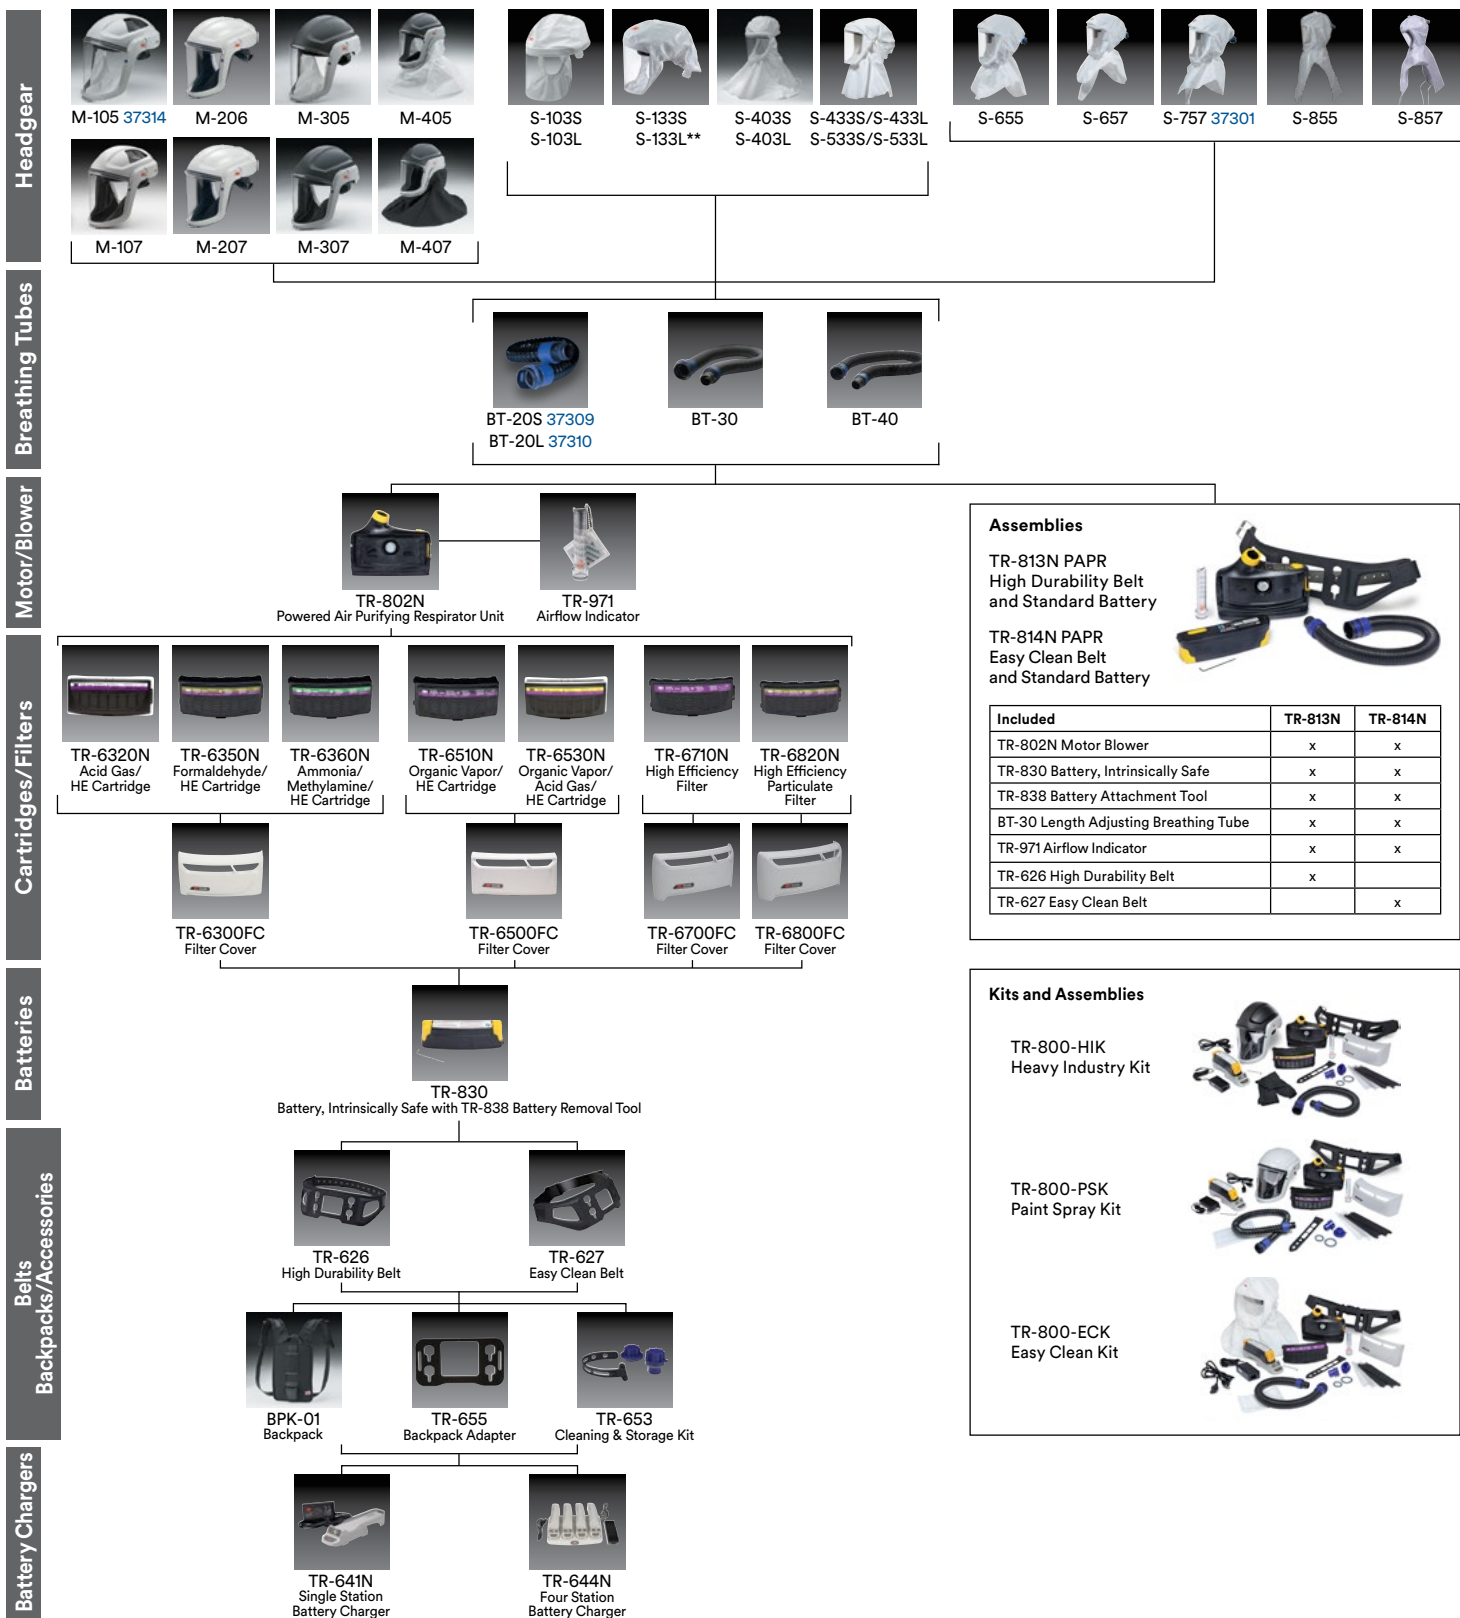 Headgear
M-105 37314
M-206
M-305
M-405
M-107
M-207
M-307
M-407
S-103S
S-103L
S-133S
S-133L**
S-403S
S-403L
S-433S/S-433L
S-533S/S-533L
S-655
S-657
S-757 37301
S-855
S-857
Breathing Tubes
BT-20S 37309
BT-20L 37310
BT-30
BT-40
Motor/Blower
TR-802N
Powered Air Purifying Respirator Unit
TR-971
Airflow Indicator
Cartridges/Filters
TR-6320N
Acid Gas/
HE Cartridge
TR-6350N
Formaldehyde/
HE Cartridge
TR-6360N
Ammonia/
Methylamine/
HE Cartridge
TR-6510N
Organic Vapor/
HE Cartridge
TR-6530N
Organic Vapor/
Acid Gas/
HE Cartridge
TR-6710N
High Efficiency
Filter
TR-6820N
High Efficiency
Particulate
Filter
TR-6300FC
Filter Cover
TR-6500FC
Filter Cover
TR-6700FC
Filter Cover
TR-6800FC
Filter Cover
Batteries
TR-830
Battery, Intrinsically Safe with TR-838 Battery Removal Tool
Belts
Backpacks/Accessories
TR-626
High Durability Belt
TR-627
Easy Clean Belt
BPK-01
Backpack
TR-655
Backpack Adapter
TR-653
Cleaning & Storage Kit
Battery Chargers
TR-641N
Single Station
Battery Charger
TR-644N
Four Station
Battery Charger
Assemblies
TR-813N PAPR
High Durability Belt
and Standard Battery
TR-814N PAPR
Easy Clean Belt
and Standard Battery
Included TR-813N TR-814N
TR-802N Motor Blower x x
TR-830 Battery, Intrinsically Safe x x
TR-838 Battery Attachment Tool x x
BT-30 Length Adjusting Breathing Tube x x
TR-971 Airflow Indicator x x
TR-626 High Durability Belt x
TR-627 Easy Clean Belt x
Kits and Assemblies
TR-800-HIK
Heavy Industry Kit
TR-800-PSK
Paint Spray Kit
TR-800-ECK
Easy Clean Kit